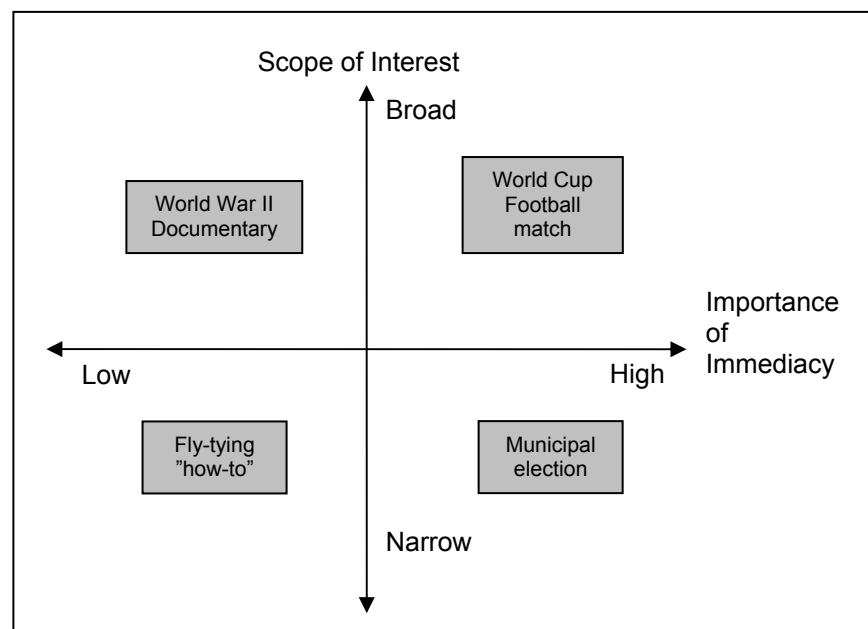 Scope of Interest
Broad
World War II
Documentary
World Cup
Football
match
Importance
of
Immediacy
Low
High
Fly-tying
”how-to”
Municipal
election
Narrow